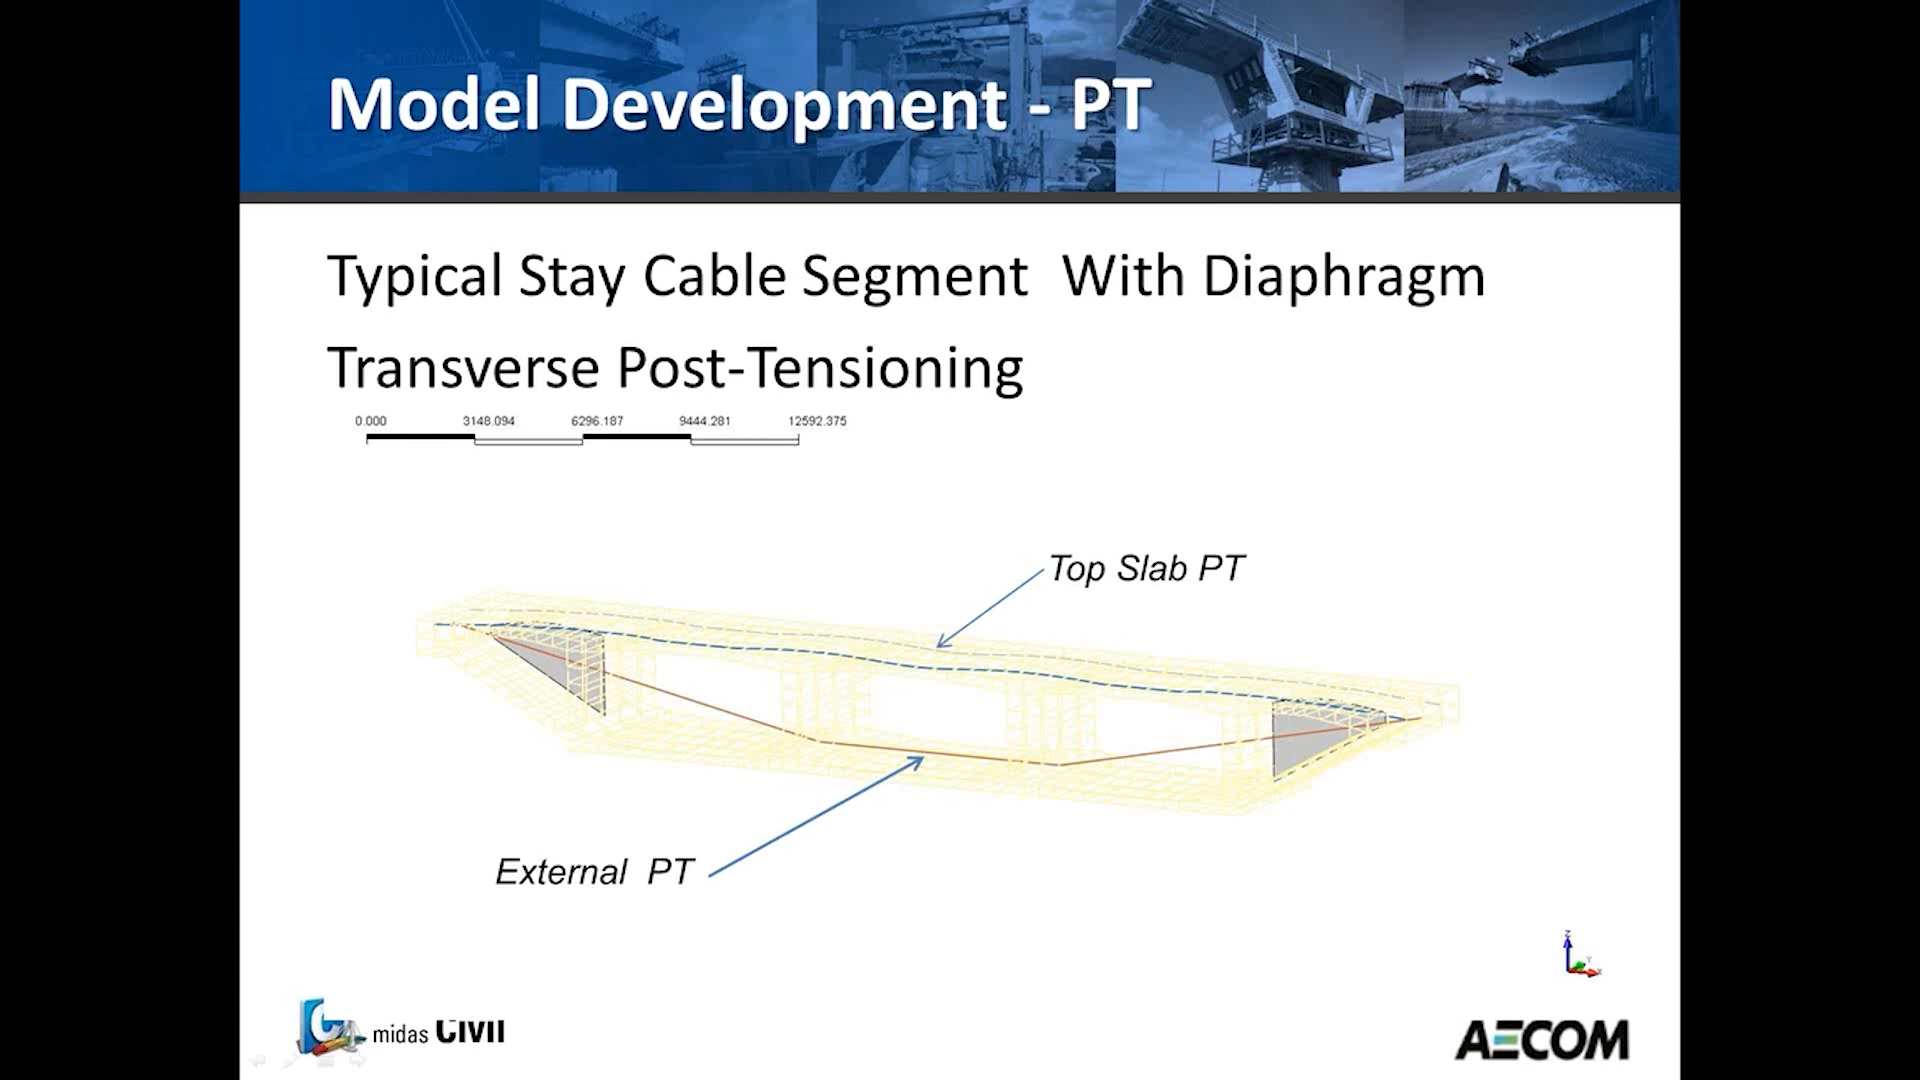 Model Development - PT
Typical Stay Cable Segment With Diaphragm
Transverse Post-Tensioning
0.000 3148.094 6296.187 9444.281 12592.375
Top Slab PT
External PT
Z
Y
X
midas Civil
AECOM